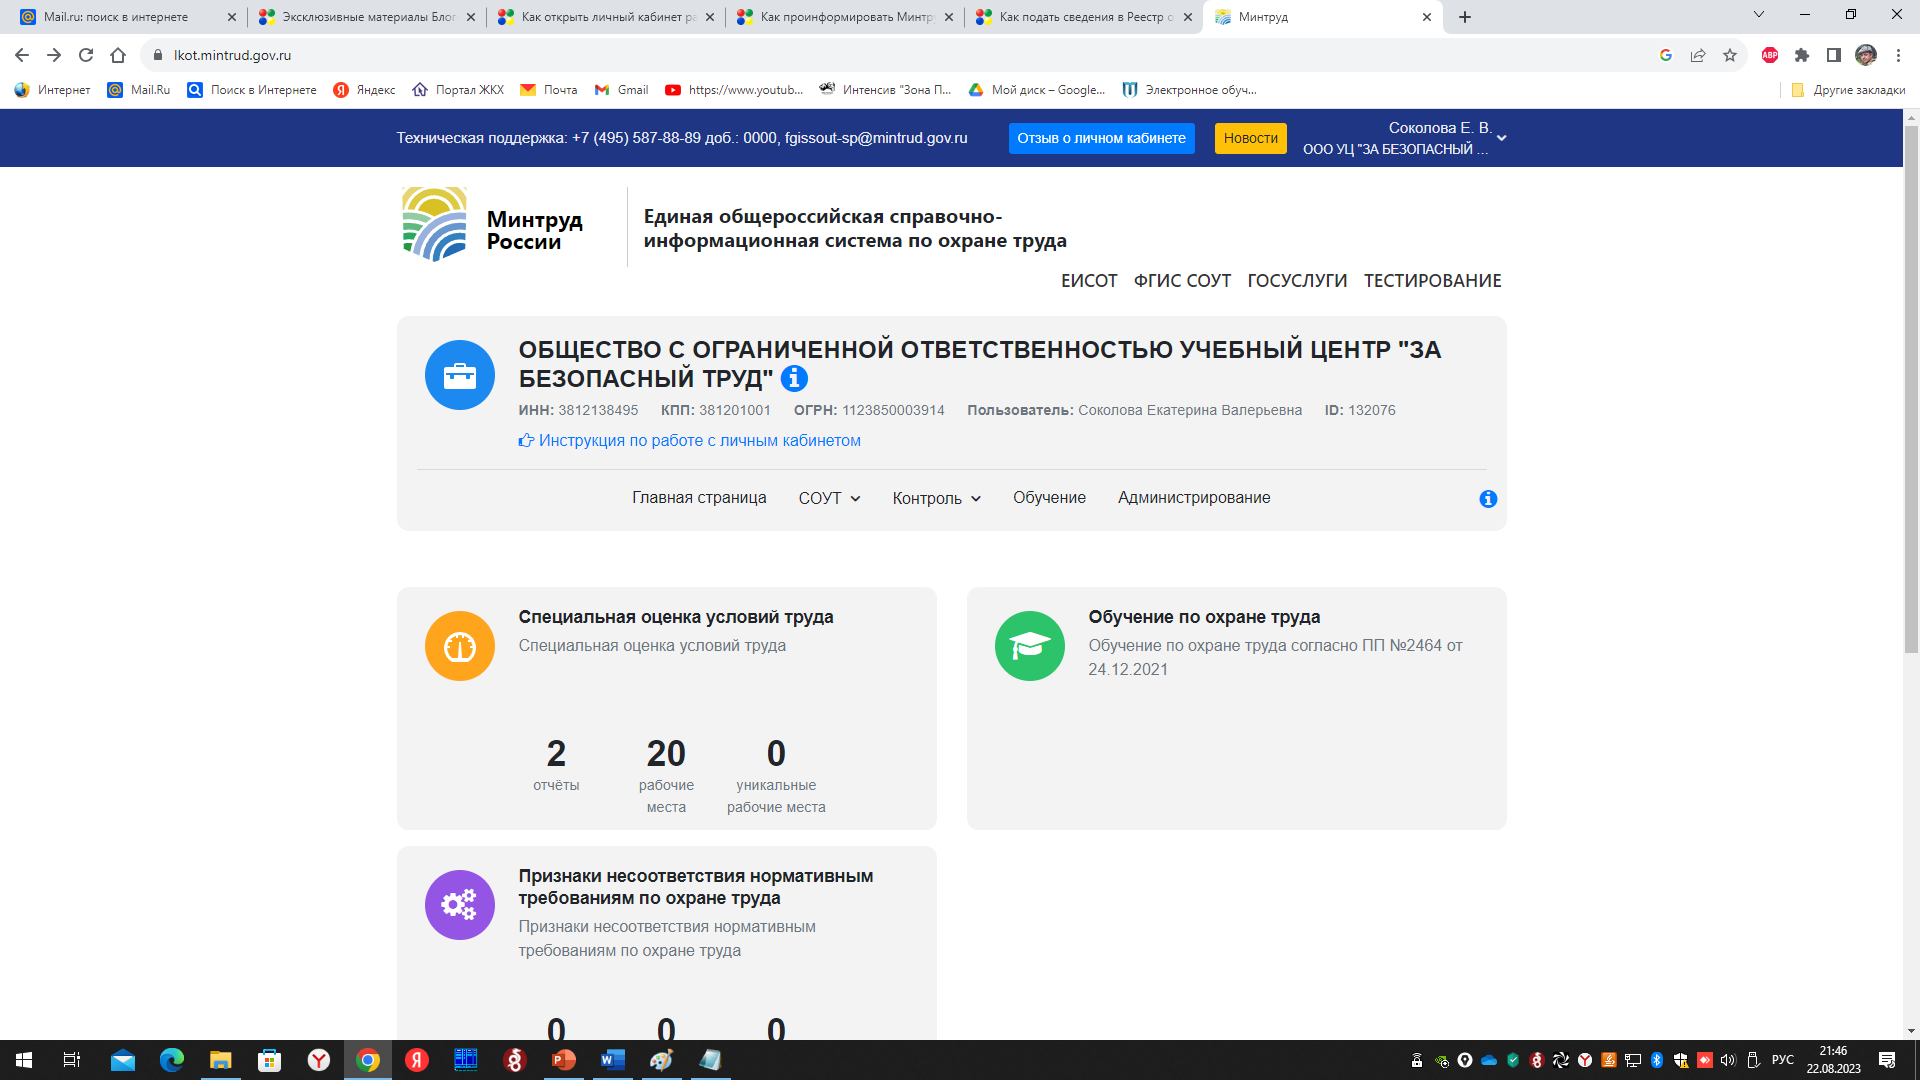 Mail.ru: поиск в интернете
Эксклюзивные материалы Блог
Как открыть личный кабинет ра
Как проинформировать Минтру
Как подать сведения в Реестр о
Минтруд
lkot.mintrud.gov.ru
Интернет
Mail.Ru
Поиск в Интернете
Яндекс
Портал ЖКХ
Почта
Gmail
https://www.youtub...
Интенсив "Зона П...
Мой диск – Google...
Электронное обуч...
Другие закладки
Техническая поддержка: +7 (495) 587-88-89 доб.: 0000, fgissout-sp@mintrud.gov.ru
Отзыв о личном кабинете
Новости
Соколова Е. В.
ООО УЦ "ЗА БЕЗОПАСНЫЙ ...
Минтруд
России
Единая общероссийская справочно-
информационная система по охране труда
ЕИСОТ ФГИС СОУТ ГОСУСЛУГИ ТЕСТИРОВАНИЕ
ОБЩЕСТВО С ОГРАНИЧЕННОЙ ОТВЕТСТВЕННОСТЬЮ УЧЕБНЫЙ ЦЕНТР "ЗА
БЕЗОПАСНЫЙ ТРУД"
ИНН: 3812138495 КПП: 381201001 ОГРН: 1123850003914 Пользователь: Соколова Екатерина Валерьевна ID: 132076
Инструкция по работе с личным кабинетом
Главная страница СОУТ Контроль Обучение Администрирование
Специальная оценка условий труда
Специальная оценка условий труда
2 20 0
отчёты рабочие уникальные
места рабочие места
Обучение по охране труда
Обучение по охране труда согласно ПП №2464 от
24.12.2021
Признаки несоответствия нормативным
требованиям по охране труда
Признаки несоответствия нормативным
требованиям по охране труда
0 0 0
РУС
21:46
22.08.2023